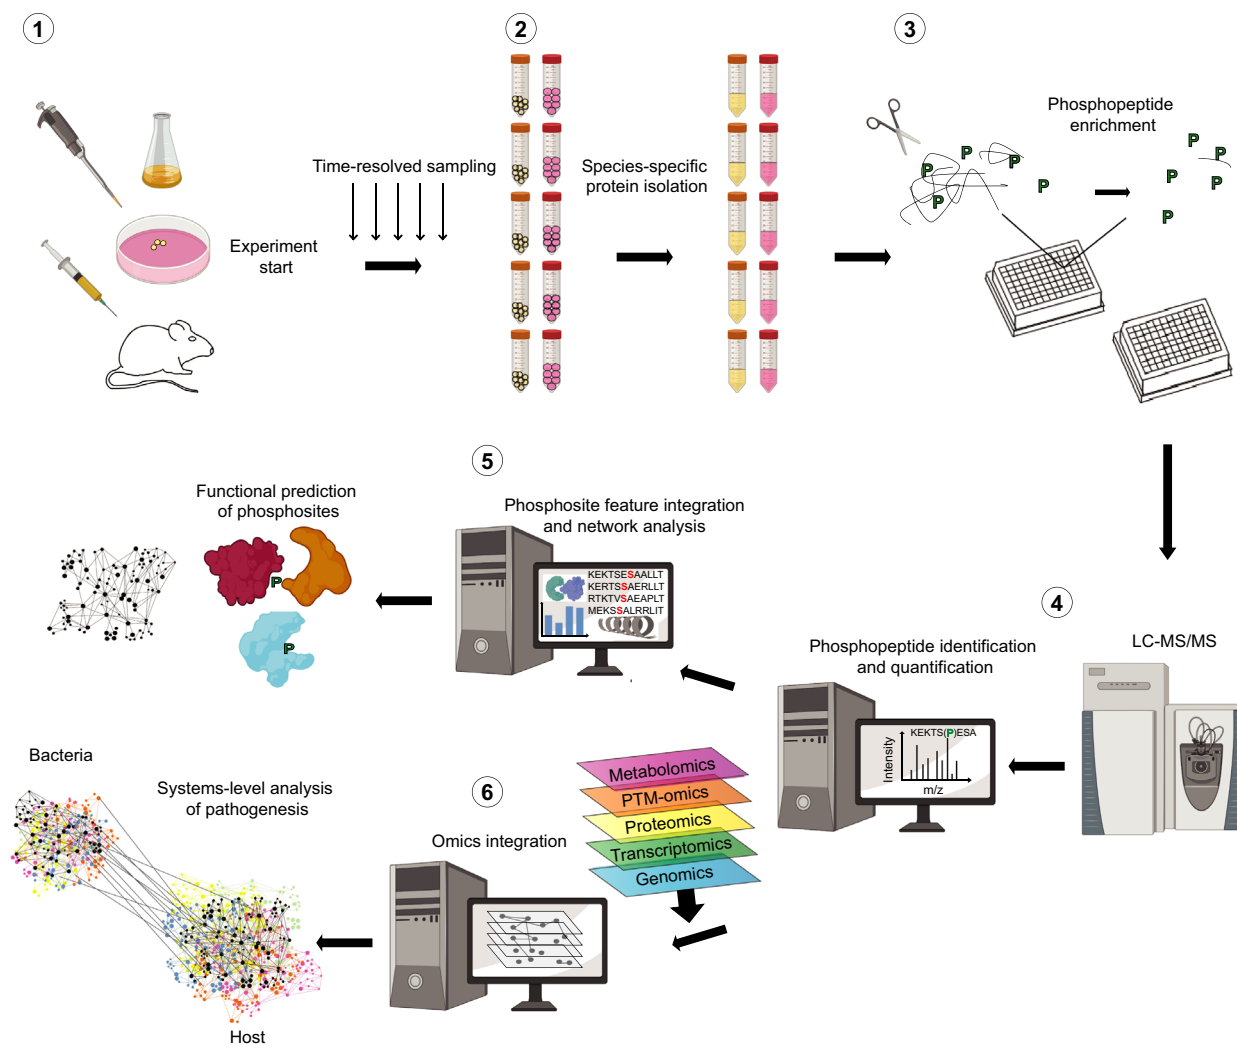 1
Experiment
start
Time-resolved sampling
2
Species-specific
protein isolation
3
Phosphopeptide
enrichment
P
P
P
P
P
P
P
P
P
P
4
LC-MS/MS
Phosphopeptide identification
and quantification
KEKTS(P)ESA
Intensity
m/z
5
Phosphosite feature integration
and network analysis
KEKTSESAALLT
KERTSSAERLLT
RTKTVSAEAPLT
MEKSSALRRLIT
Functional prediction
of phosphosites
P
P
6
Metabolomics
PTM-omics
Proteomics
Transcriptomics
Genomics
Omics integration
Systems-level analysis
of pathogenesis
Bacteria
Host